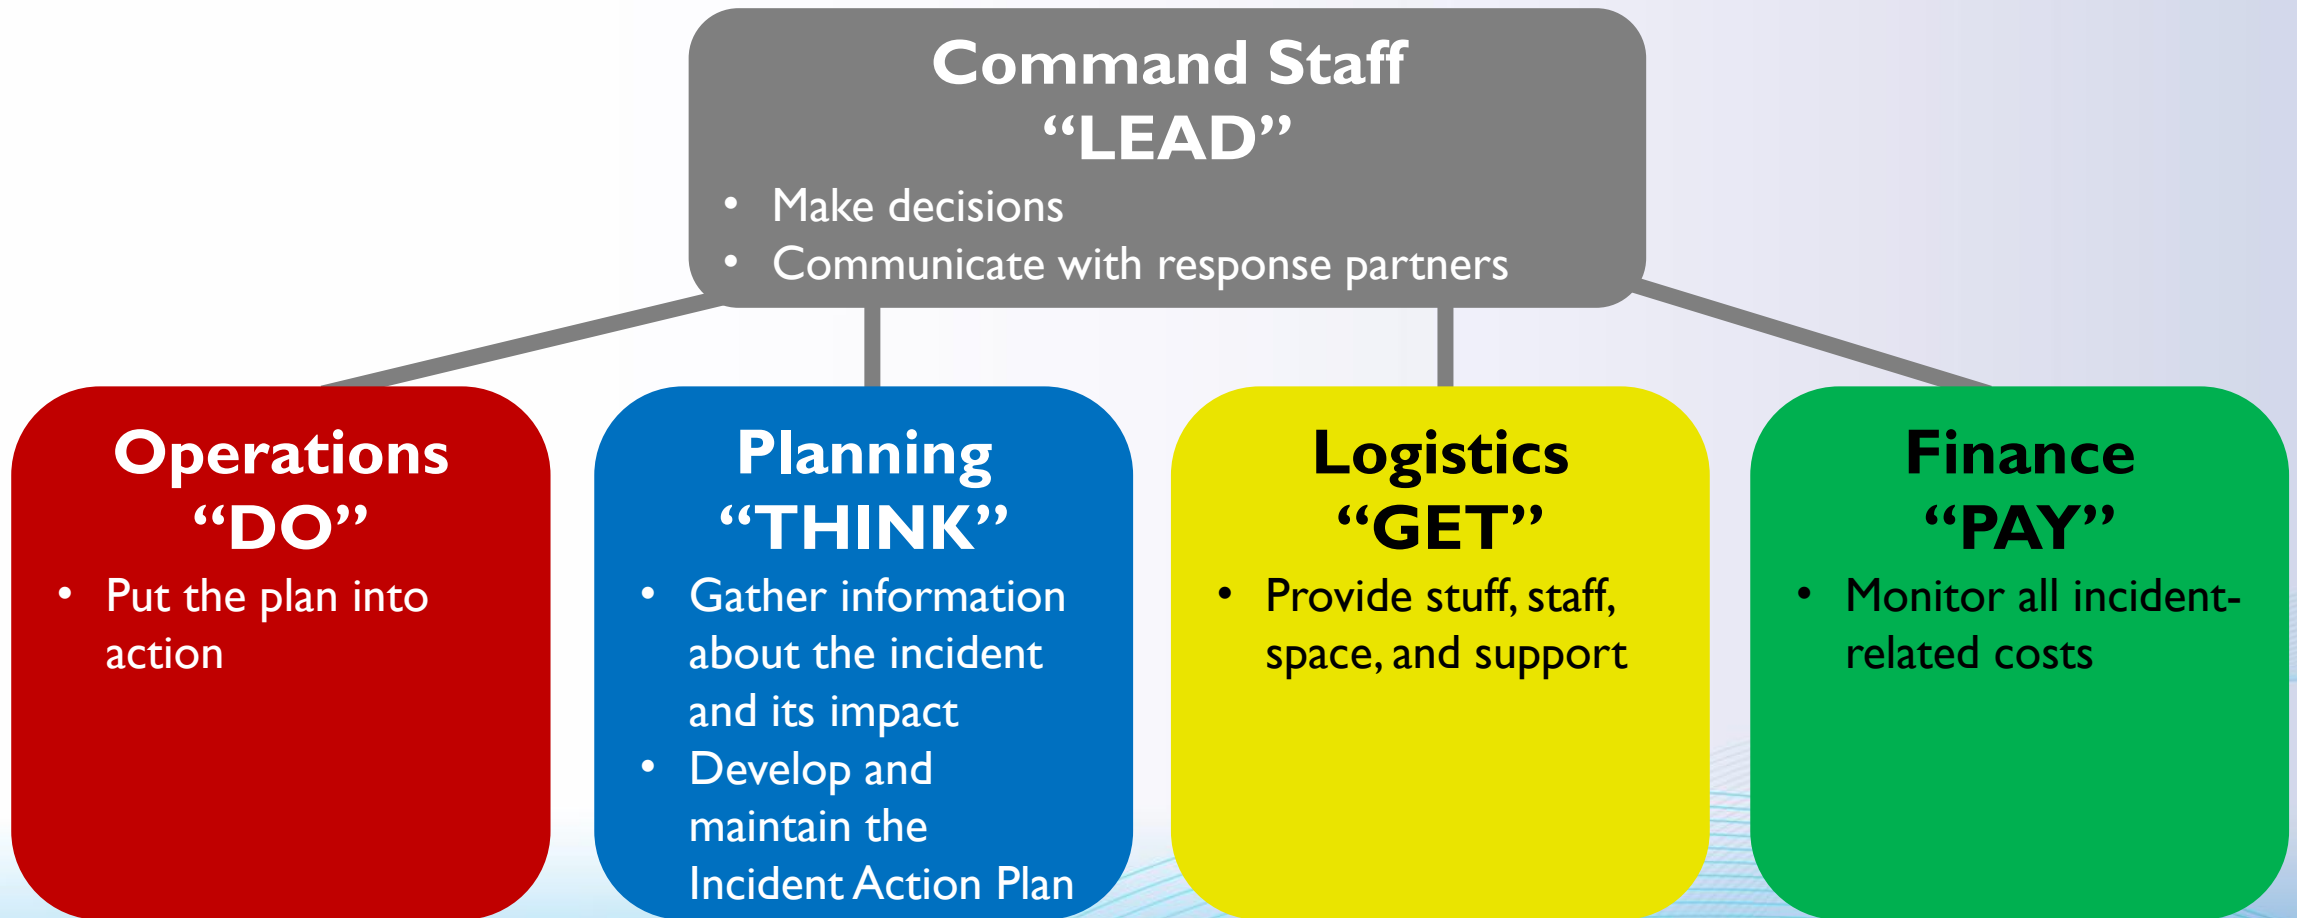 Command Staff
“LEAD”
• Make decisions
• Communicate with response partners
Operations
“DO”
• Put the plan into
action
Planning
“THINK”
• Gather information
about the incident
and its impact
• Develop and
maintain the
Incident Action Plan
Logistics
“GET”
• Provide stuff, staff,
space, and support
Finance
“PAY”
• Monitor all incident-
related costs